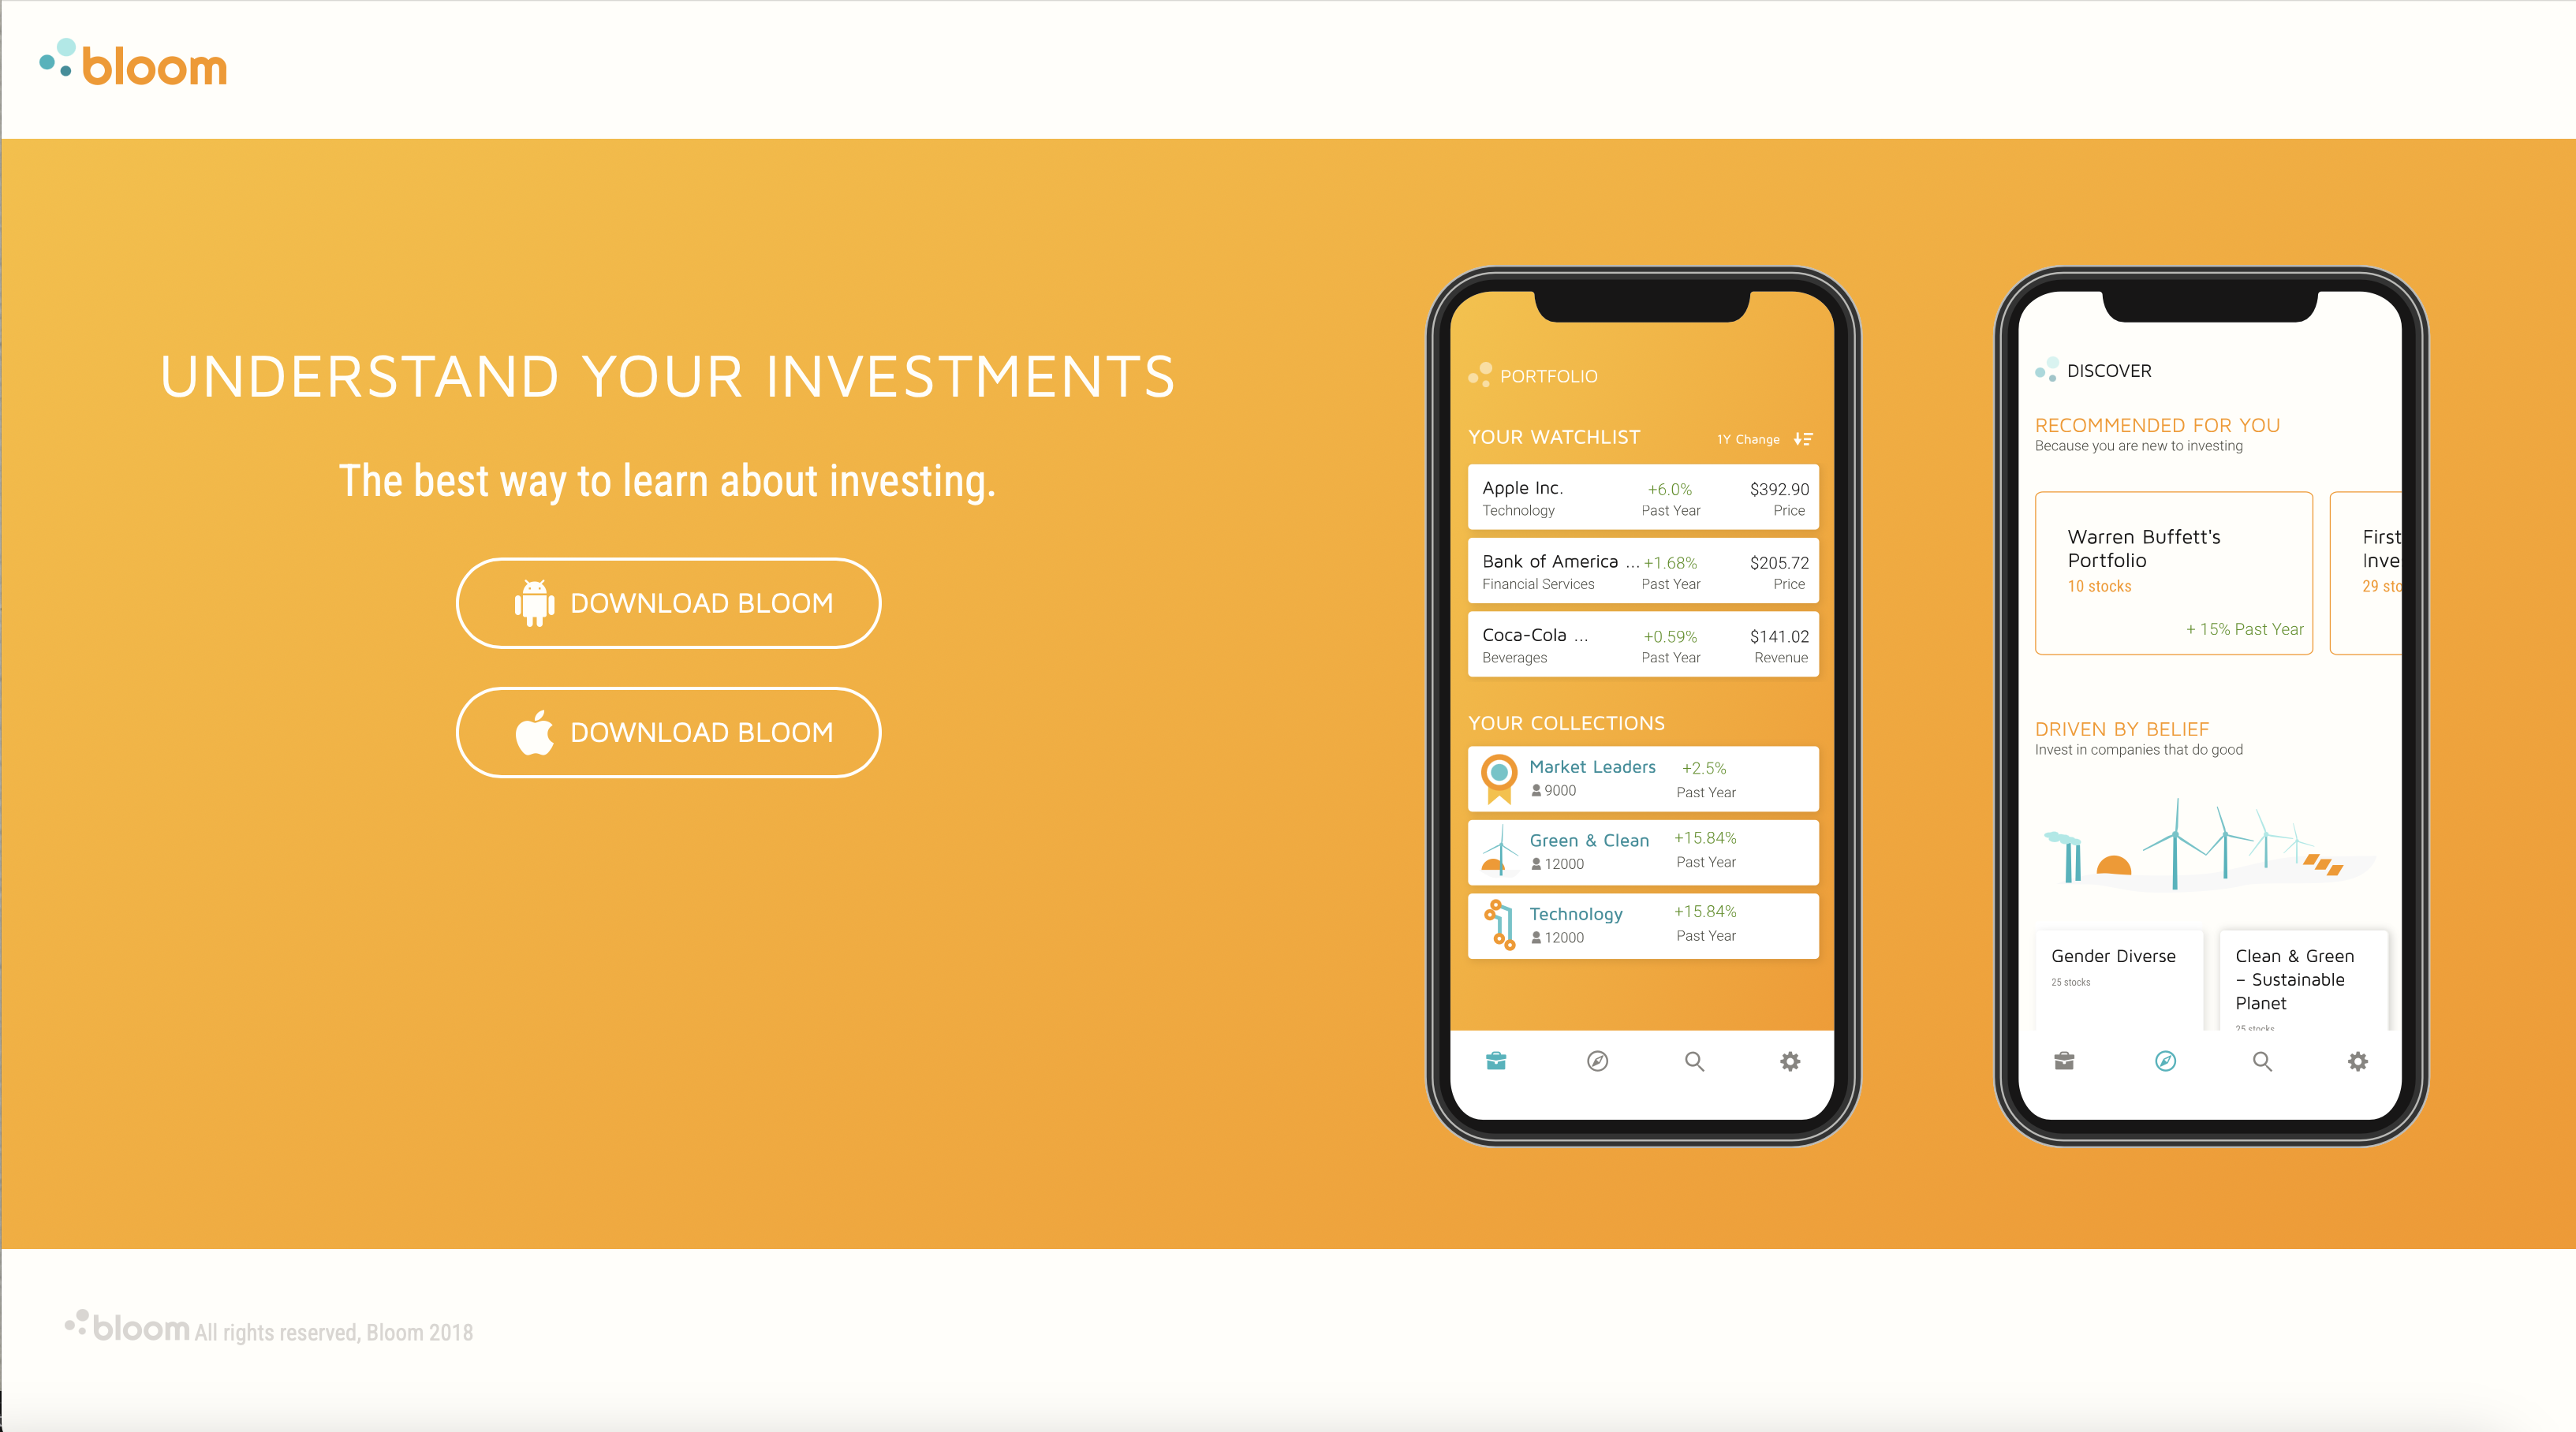 bloom
UNDERSTAND YOUR INVESTMENTS
The best way to learn about investing.
DOWNLOAD BLOOM
DOWNLOAD BLOOM
PORTFOLIO
YOUR WATCHLIST 1Y Change
Apple Inc. +6.0% $392.90
Technology Past Year Price
Bank of America ... +1.68% $205.72
Financial Services Past Year Price
Coca-Cola ... +0.59% $141.02
Beverages Past Year Revenue
YOUR COLLECTIONS
Market Leaders +2.5%
9000 Past Year
Green & Clean +15.84%
12000 Past Year
Technology +15.84%
12000 Past Year
DISCOVER
RECOMMENDED FOR YOU
Because you are new to investing
Warren Buffett's
Portfolio
10 stocks
+ 15% Past Year
First
Inve
29 sto
DRIVEN BY BELIEF
Invest in companies that do good
Gender Diverse
25 stocks
Clean & Green
– Sustainable
Planet
25 stocks
bloom All rights reserved, Bloom 2018